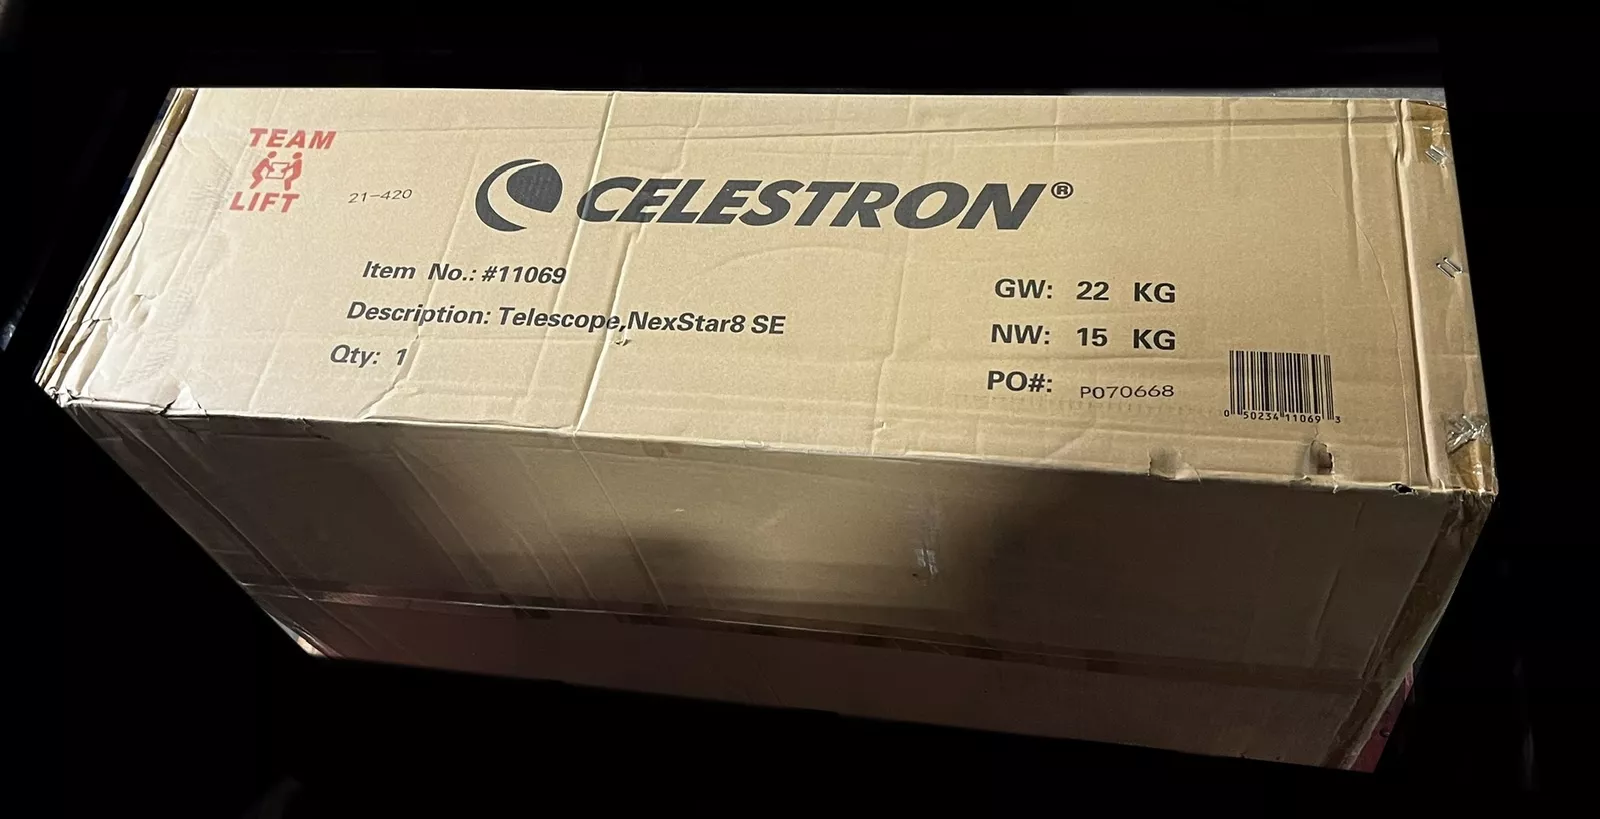 TEAM
LIFT
21-420
CELESTRON®
Item No.: #11069
Description: Telescope,NexStar8 SE
Qty: 1
GW: 22 KG
NW: 15 KG
PO#: P070668
0 50234 11069 3